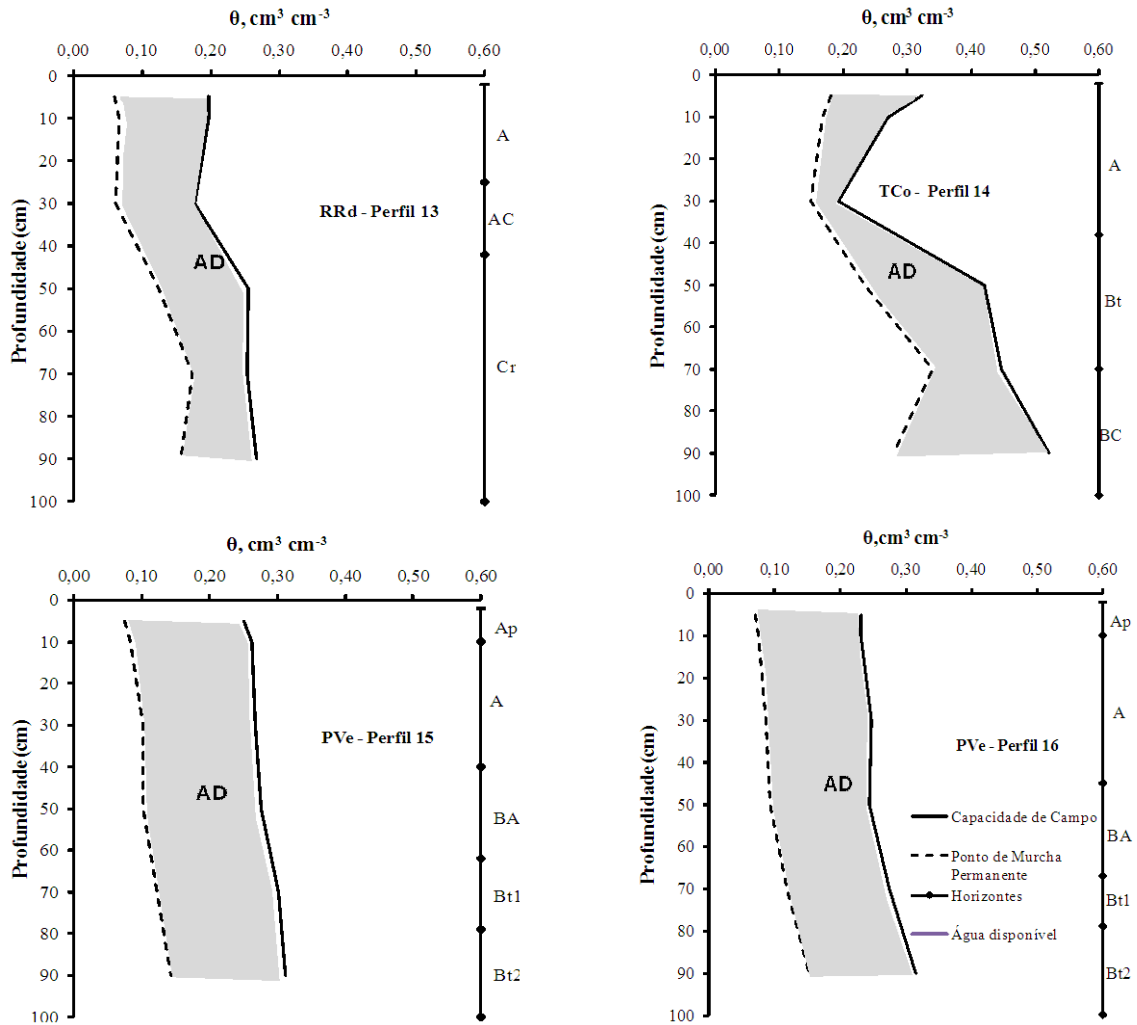 θ, cm³ cm⁻³
0,00 0,10 0,20 0,30 0,40 0,50 0,60
0
10
20
30
40
50
60
70
80
90
100
Profundidade (cm)
RRd - Perfil 13
AD
A
AC
Cr
θ, cm³ cm⁻³
0,00 0,10 0,20 0,30 0,40 0,50 0,60
0
10
20
30
40
50
60
70
80
90
100
Profundidade (cm)
TCo - Perfil 14
AD
A
Bt
BC
θ, cm³ cm⁻³
0,00 0,10 0,20 0,30 0,40 0,50 0,60
0
10
20
30
40
50
60
70
80
90
100
Profundidade (cm)
PVe - Perfil 15
AD
Ap
A
BA
Bt1
Bt2
θ,cm³ cm⁻³
0,00 0,10 0,20 0,30 0,40 0,50 0,60
0
10
20
30
40
50
60
70
80
90
100
Profundidade (cm)
PVe - Perfil 16
AD
Capacidade de Campo
Ponto de Murcha
Permanente
Horizontes
Água disponível
Ap
A
BA
Bt1
Bt2